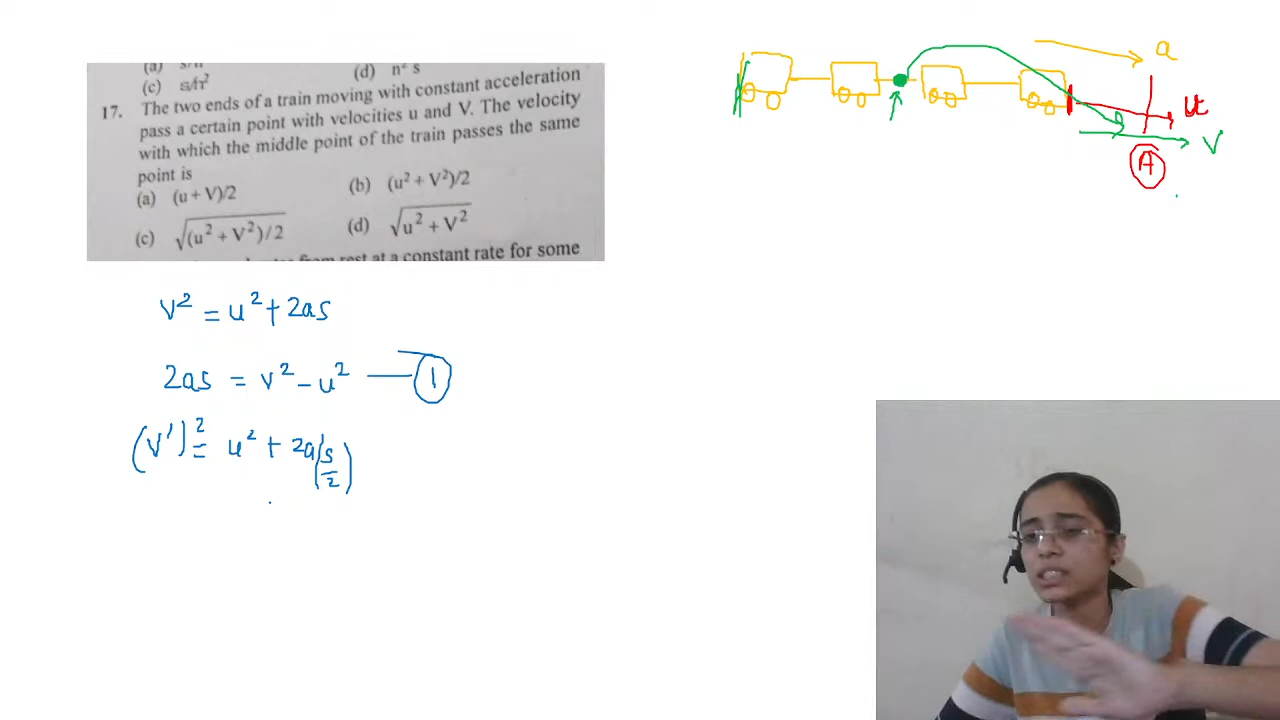 (a) s/n
(d) n² s
(c) s/n²
17. The two ends of a train moving with constant acceleration
pass a certain point with velocities u and V. The velocity
with which the middle point of the train passes the same
point is
(a) (u + V)/2
(b) (u² + V²)/2
(c) √(u² + V²)/2
(d) √u² + V²
from rest at a constant rate for some
a
u
V
A
v² = u² + 2as
2as = v² - u² — 1
(v')² = u² + 2a(s/2)